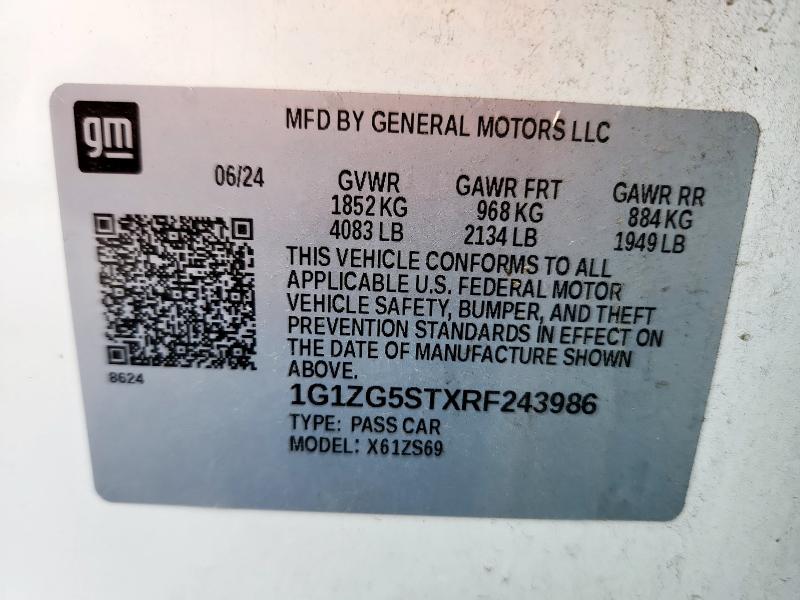 gm
MFD BY GENERAL MOTORS LLC
06/24 GVWR GAWR FRT GAWR RR
1852 KG 968 KG 884 KG
4083 LB 2134 LB 1949 LB
THIS VEHICLE CONFORMS TO ALL
APPLICABLE U.S. FEDERAL MOTOR
VEHICLE SAFETY, BUMPER, AND THEFT
PREVENTION STANDARDS IN EFFECT ON
THE DATE OF MANUFACTURE SHOWN
ABOVE.
8624
1G1ZG5STXRF243986
TYPE: PASS CAR
MODEL: X61ZS69